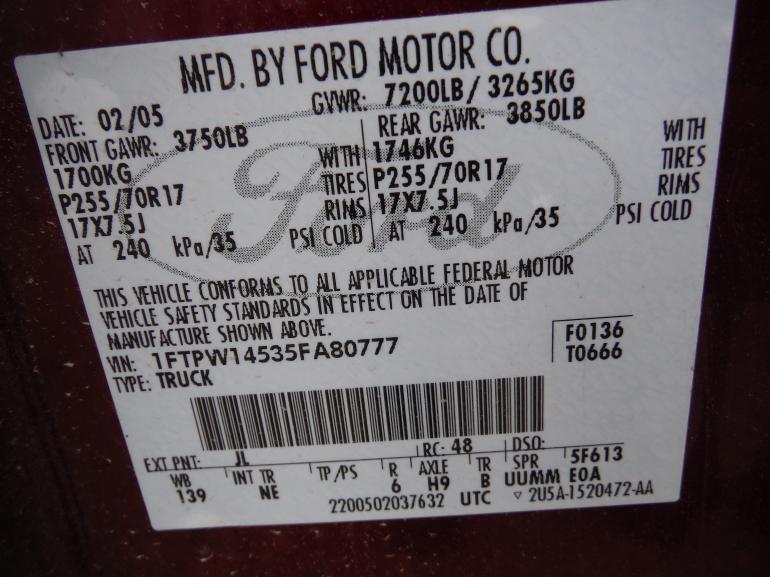 MFD. BY FORD MOTOR CO.
DATE: 02/05 GVWR: 7200LB/ 3265KG
FRONT GAWR: 3750LB REAR GAWR: 3850LB
1700KG WITH 1746KG WITH
P255/70R17 TIRES P255/70R17 TIRES
17X7.5J RIMS 17X7.5J RIMS
AT 240 kPa/35 PSI COLD AT 240 kPa/35 PSI COLD
Ford
THIS VEHICLE CONFORMS TO ALL APPLICABLE FEDERAL MOTOR
VEHICLE SAFETY STANDARDS IN EFFECT ON THE DATE OF
MANUFACTURE SHOWN ABOVE.
VIN: 1FTPW14535FA80777 F0136
TYPE: TRUCK T0666
EXT PNT: JL RC: 48 DSO:
WB INT TR TP/PS R AXLE TR SPR 5F613
139 NE 6 H9 B UUMM E0A
2200502037632 UTC ▽ 2U5A-1520472-AA